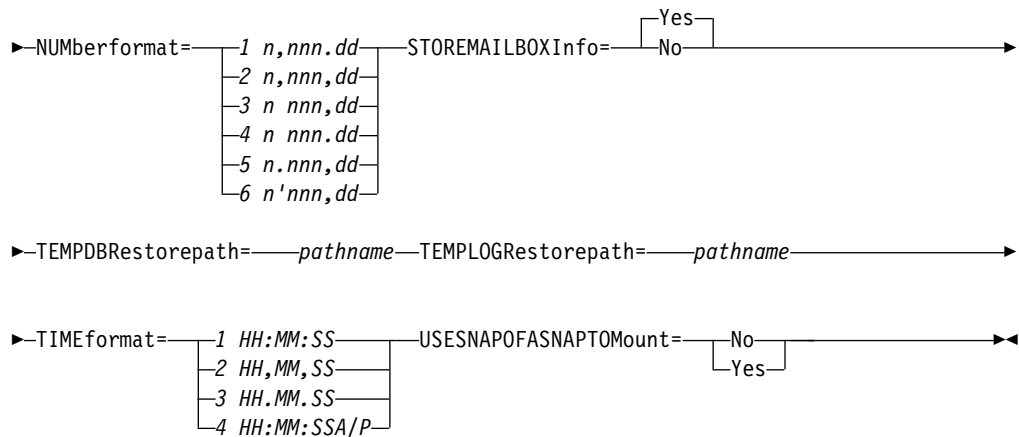 Yes
NUMberformat= 1 n,nnn.dd STOREMAILBOXInfo= No
2 n,nnn,dd
3 n nnn,dd
4 n nnn.dd
5 n.nnn,dd
6 n'nnn,dd
TEMPDBRestorepath= pathname TEMPLOGRestorepath= pathname
TIMEformat= 1 HH:MM:SS USESNAPOFASNAPTOMount= No
2 HH,MM,SS Yes
3 HH.MM.SS
4 HH:MM:SSA/P